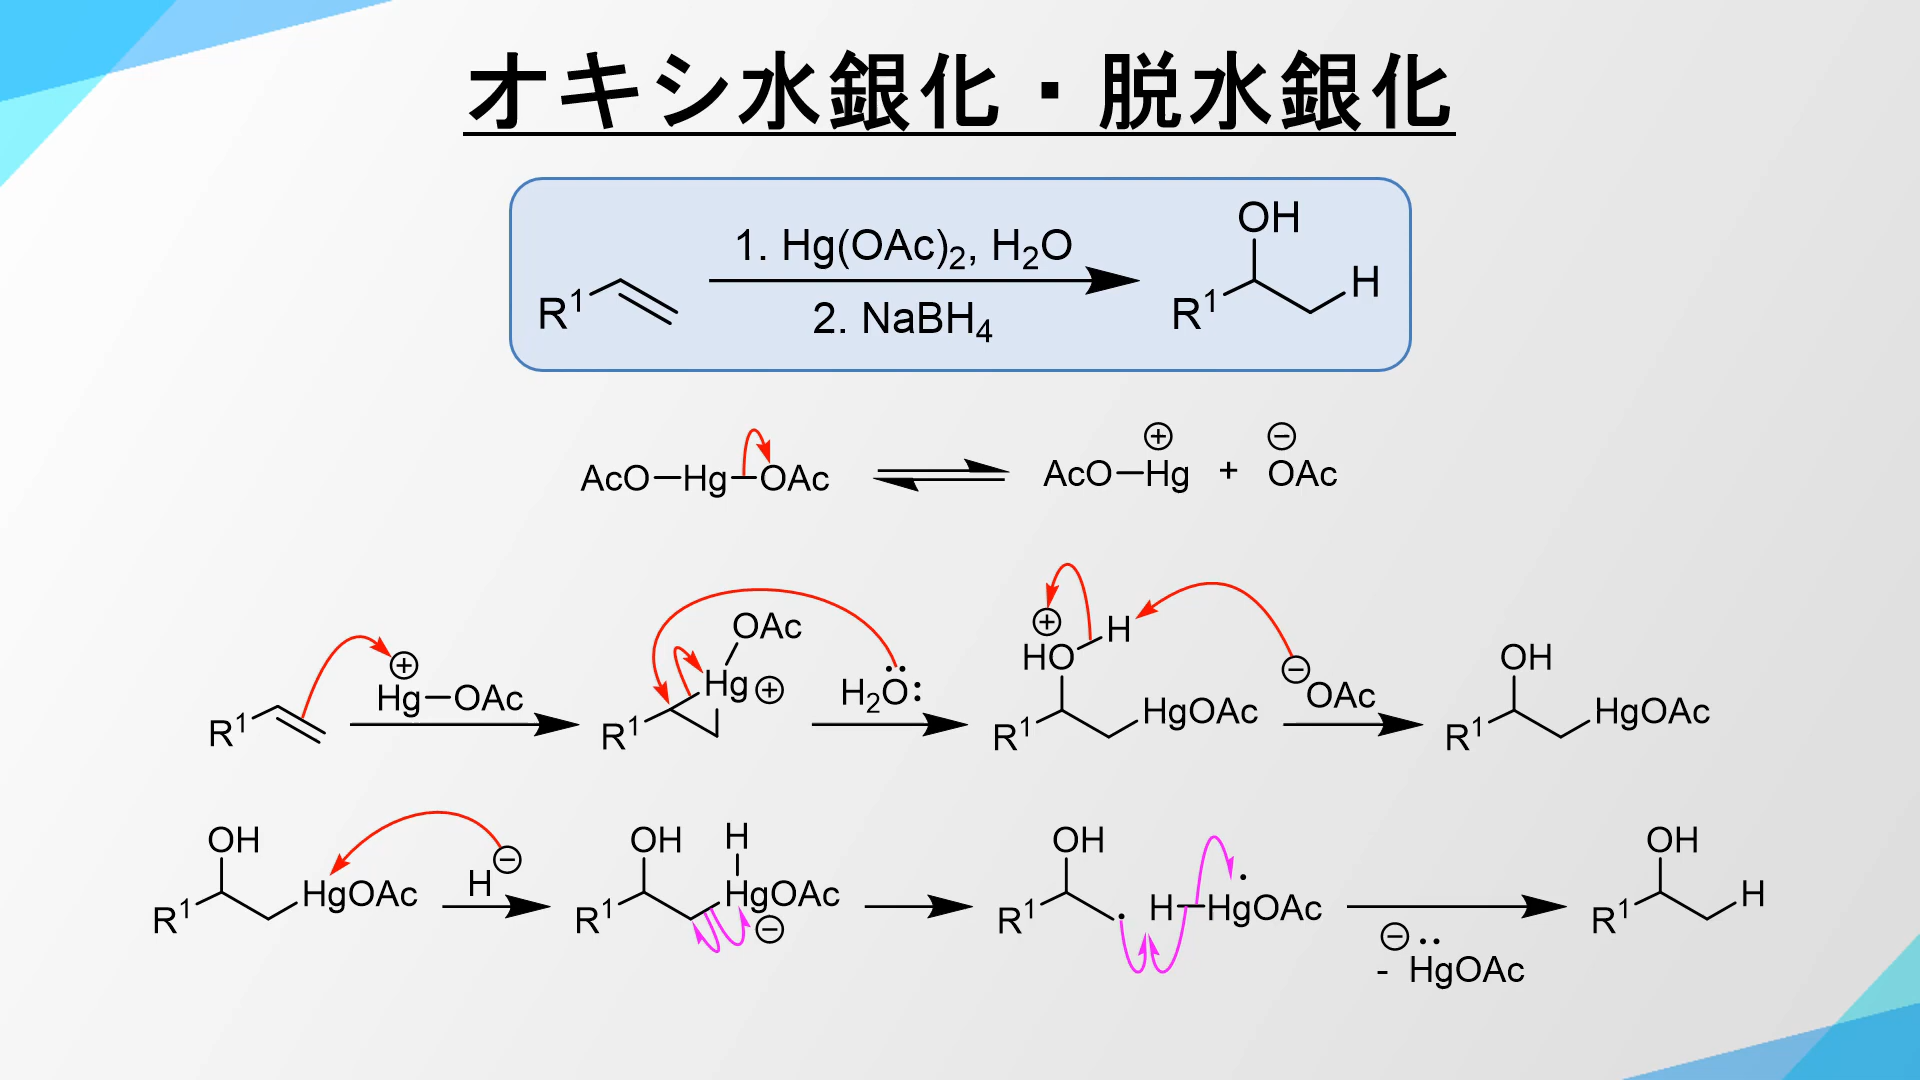 オキシ水銀化・脱水銀化
1. Hg(OAc)₂, H₂O
2. NaBH₄
R¹
OH
R¹ H
AcO–Hg–OAc
⊕ ⊖
AcO–Hg + OAc
R¹
⊕
Hg–OAc
OAc
Hg ⊕
R¹
H₂O
⊕ H
HO
R¹ HgOAc
⊖
OAc
OH
R¹ HgOAc
OH
R¹ HgOAc
⊖
H
OH H
R¹ HgOAc
⊖
OH
R¹ H–HgOAc
⊖
- HgOAc
OH
R¹ H